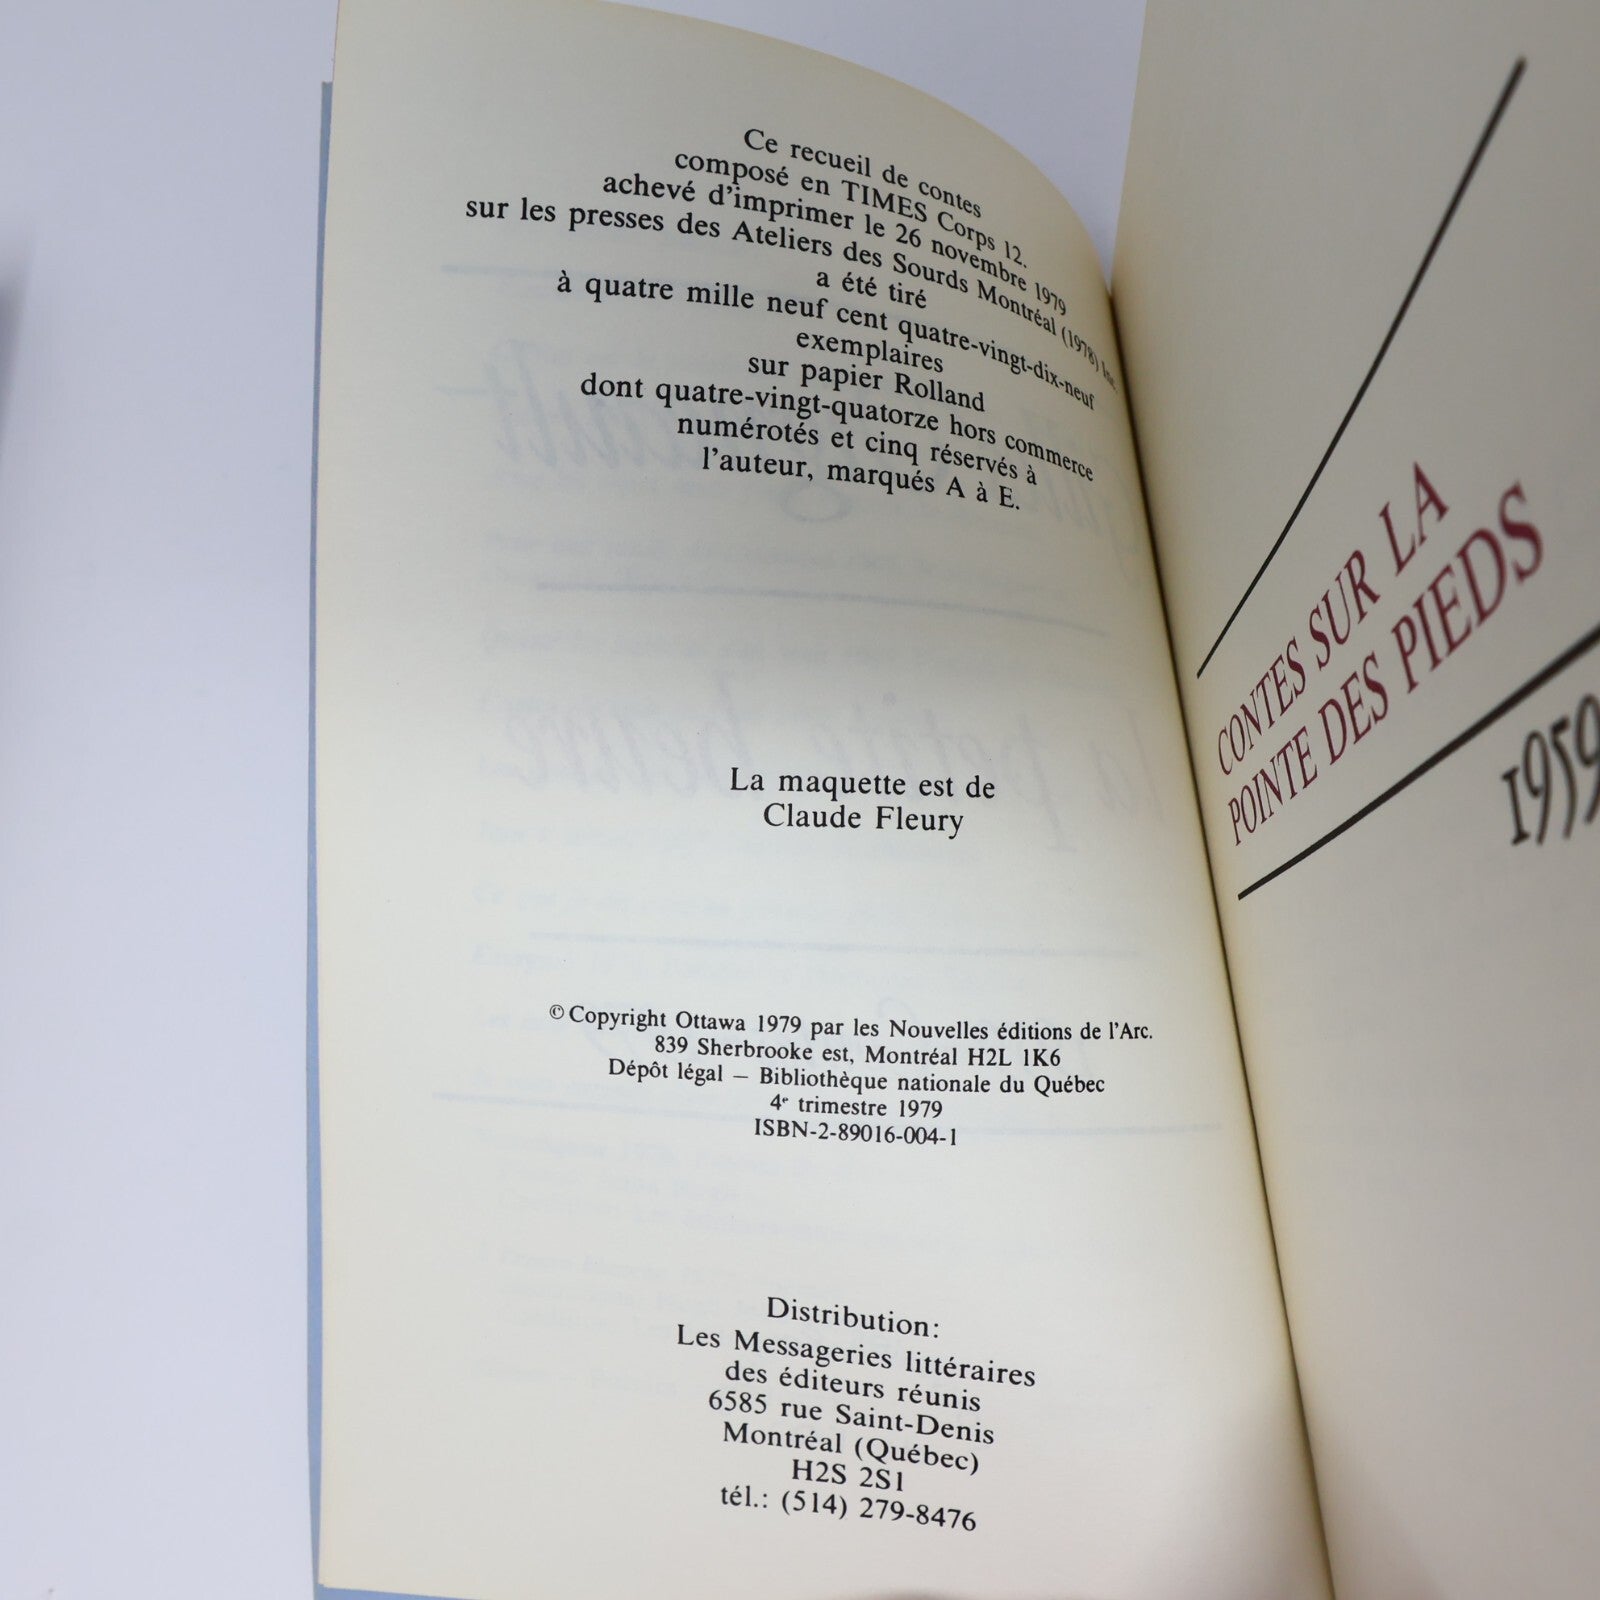 Ce recueil de contes
composé en TIMES Corps 12.
achevé d'imprimer le 26 novembre 1979
sur les presses des Ateliers des Sourds Montréal (1978) Inc.
a été tiré
à quatre mille neuf cent quatre-vingt-dix-neuf
exemplaires
sur papier Rolland
dont quatre-vingt-quatorze hors commerce
numérotés et cinq réservés à
l'auteur, marqués A à E.
La maquette est de
Claude Fleury
© Copyright Ottawa 1979 par les Nouvelles éditions de l'Arc.
839 Sherbrooke est, Montréal H2L 1K6
Dépôt légal — Bibliothèque nationale du Québec
4e trimestre 1979
ISBN-2-89016-004-1
Distribution:
Les Messageries littéraires
des éditeurs réunis
6585 rue Saint-Denis
Montréal (Québec)
H2S 2S1
tél.: (514) 279-8476
CONTES SUR LA
POINTE DES PIEDS
1959